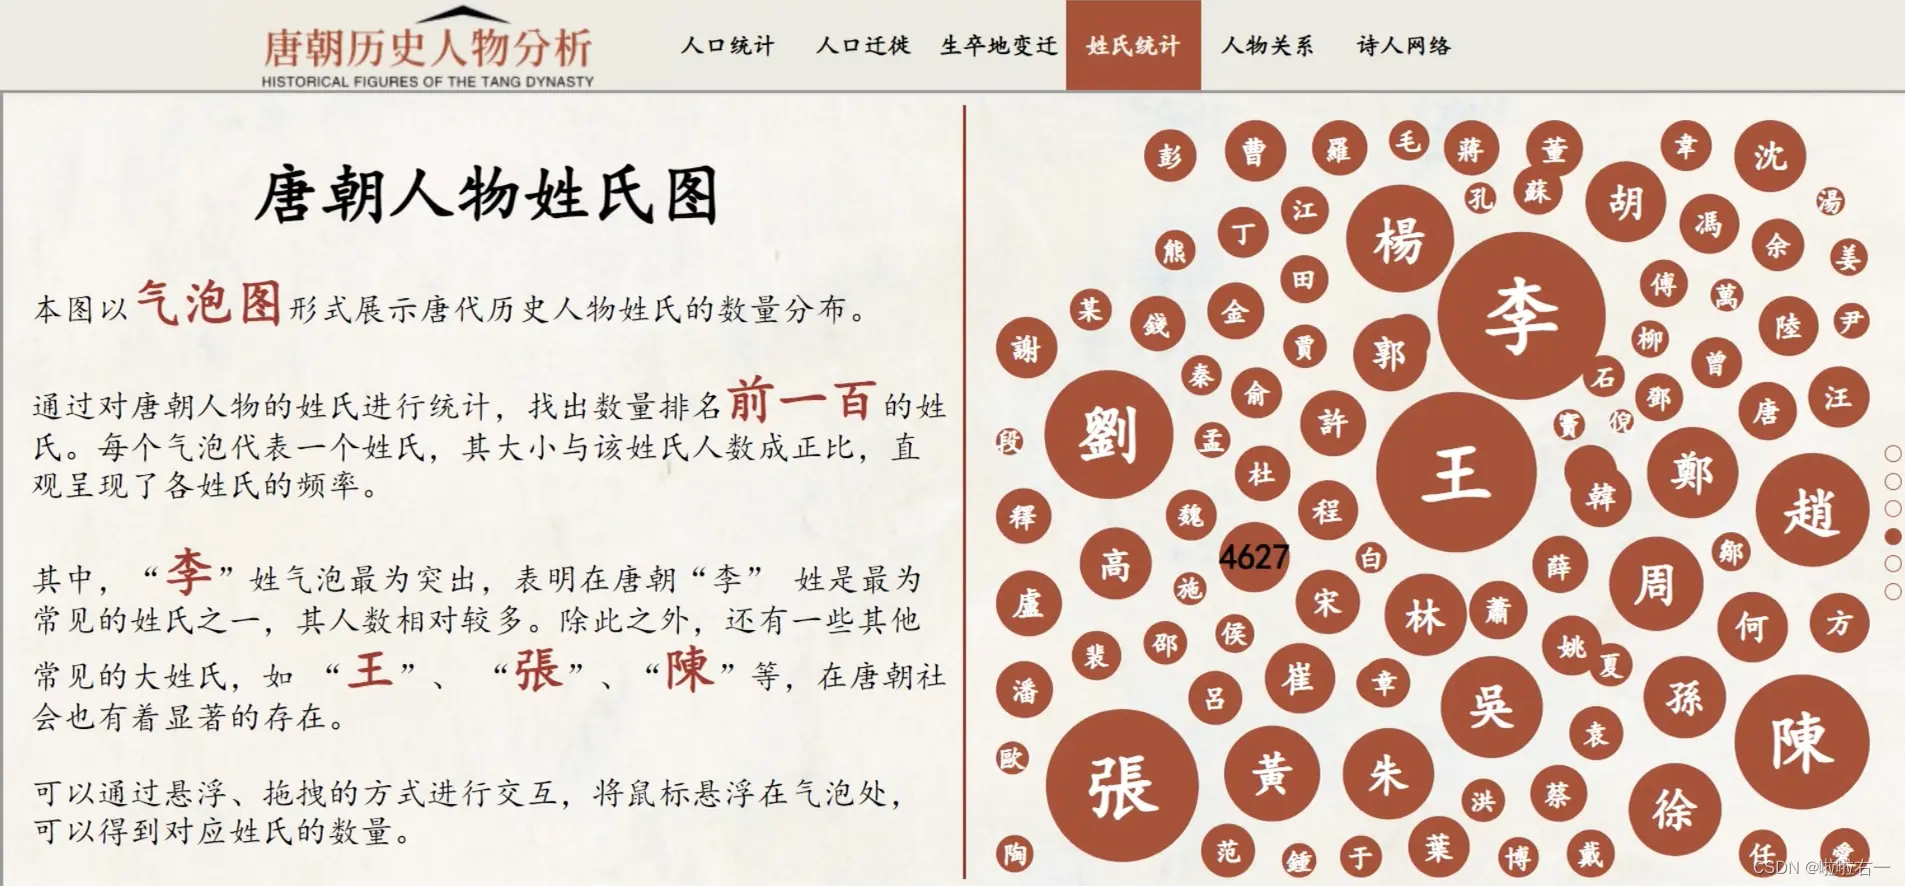 唐朝历史人物分析
HISTORICAL FIGURES OF THE TANG DYNASTY
人口统计
人口迁徙
生卒地变迁
姓氏统计
人物关系
诗人网络
唐朝人物姓氏图
本图以气泡图形式展示唐代历史人物姓氏的数量分布。
通过对唐朝人物的姓氏进行统计，找出数量排名前一百的姓
氏。每个气泡代表一个姓氏，其大小与该姓氏人数成正比，直
观呈现了各姓氏的频率。
其中，“李”姓气泡最为突出，表明在唐朝“李” 姓是最为
常见的姓氏之一，其人数相对较多。除此之外，还有一些其他
常见的大姓氏，如 “王”、 “張”、“陳”等，在唐朝社
会也有着显著的存在。
可以通过悬浮、拖拽的方式进行交互，将鼠标悬浮在气泡处，
可以得到对应姓氏的数量。
彭
曹
羅
毛
蔣
董
韋
沈
孔
蘇
胡
湯
江
丁
楊
馮
余
姜
熊
田
李
傅
萬
某
錢
金
陸
尹
謝
賈
郭
柳
曾
秦
俞
石
鄧
唐
汪
劉
許
竇
倪
段
孟
杜
王
鄭
趙
釋
魏
程
韓
高
4627
白
薛
鄒
周
施
盧
宋
林
蕭
何
方
裴
邵
侯
姚
夏
潘
呂
崔
章
吳
孫
袁
陳
歐
張
黃
朱
洪
蔡
徐
陶
范
鍾
于
葉
博
戴
任
CSDN @啦啦右一